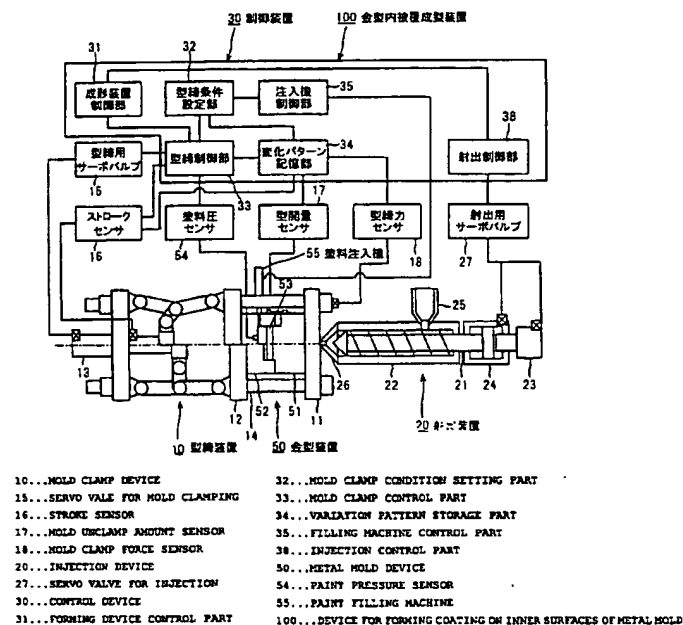 30 制御装置
100 金型内被覆成型装置
31
32
35
38
成形装置
制御部
型締条件
設定部
注入機
制御部
型締用
サーボバルブ
型締制御部
変化パターン
記憶部
34
射出制御部
15
33
17
ストローク
センサ
塗料圧
センサ
型開量
センサ
型締力
センサ
射出用
サーボバルブ
16
54
18
27
55 塗料注入機
53
25
13
12
14
52
51
11
26
22
21
24
23
10 型締装置
50 金型装置
20 射出装置
10...MOLD CLAMP DEVICE
15...SERVO VALE FOR MOLD CLAMPING
16...STROKE SENSOR
17...MOLD UNCLAMP AMOUNT SENSOR
18...MOLD CLAMP FORCE SENSOR
20...INJECTION DEVICE
27...SERVO VALVE FOR INJECTION
30...CONTROL DEVICE
31...FORMING DEVICE CONTROL PART
32...MOLD CLAMP CONDITION SETTING PART
33...MOLD CLAMP CONTROL PART
34...VARIATION PATTERN STORAGE PART
35...FILLING MACHINE CONTROL PART
38...INJECTION CONTROL PART
50...METAL MOLD DEVICE
54...PAINT PRESSURE SENSOR
55...PAINT FILLING MACHINE
100...DEVICE FOR FORMING COATING ON INNER SURFACES OF METAL MOLD